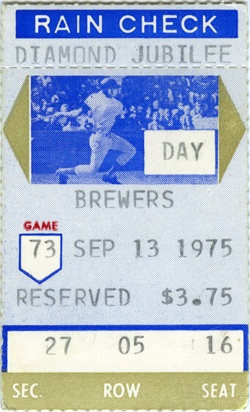 RAIN CHECK
DIAMOND JUBILEE
DAY
BREWERS
GAME
73 SEP 13 1975
RESERVED $3.75
27 05 16
SEC. ROW SEAT